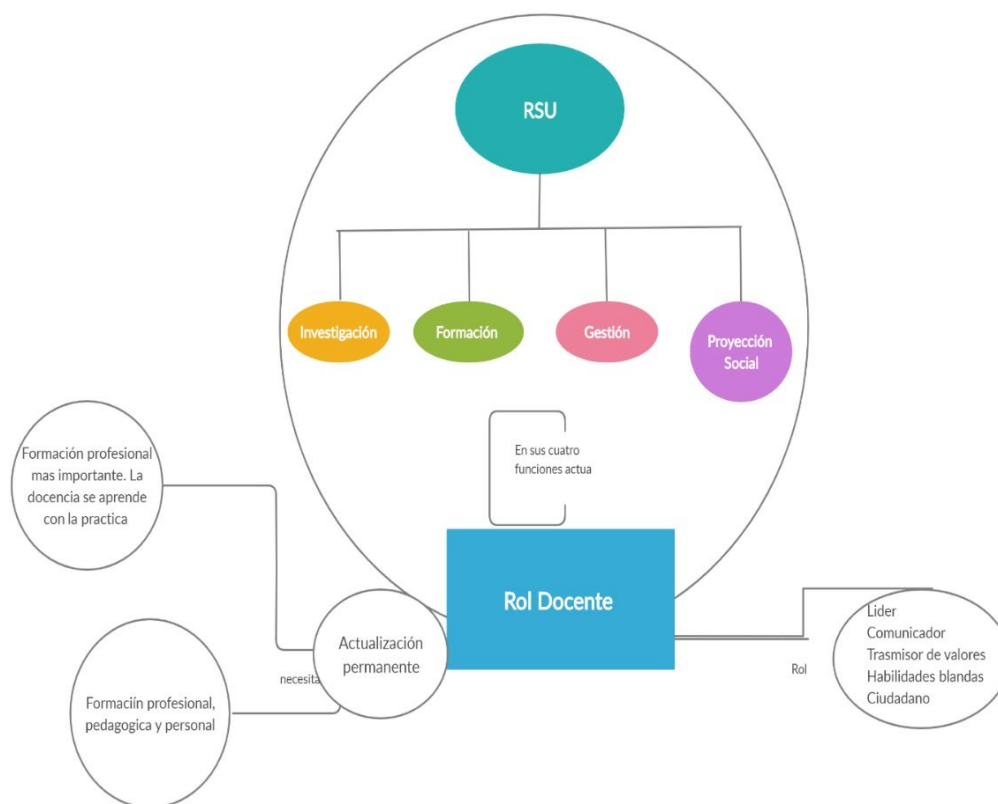 RSU
Investigación
Formación
Gestión
Proyección
Social
En sus cuatro
funciones actua
Formación profesional
mas importante. La
docencia se aprende
con la practica
Rol Docente
Actualización
permanente
necesita
Formaciín profesional,
pedagogica y personal
Rol
Lider
Comunicador
Trasmisor de valores
Habilidades blandas
Ciudadano